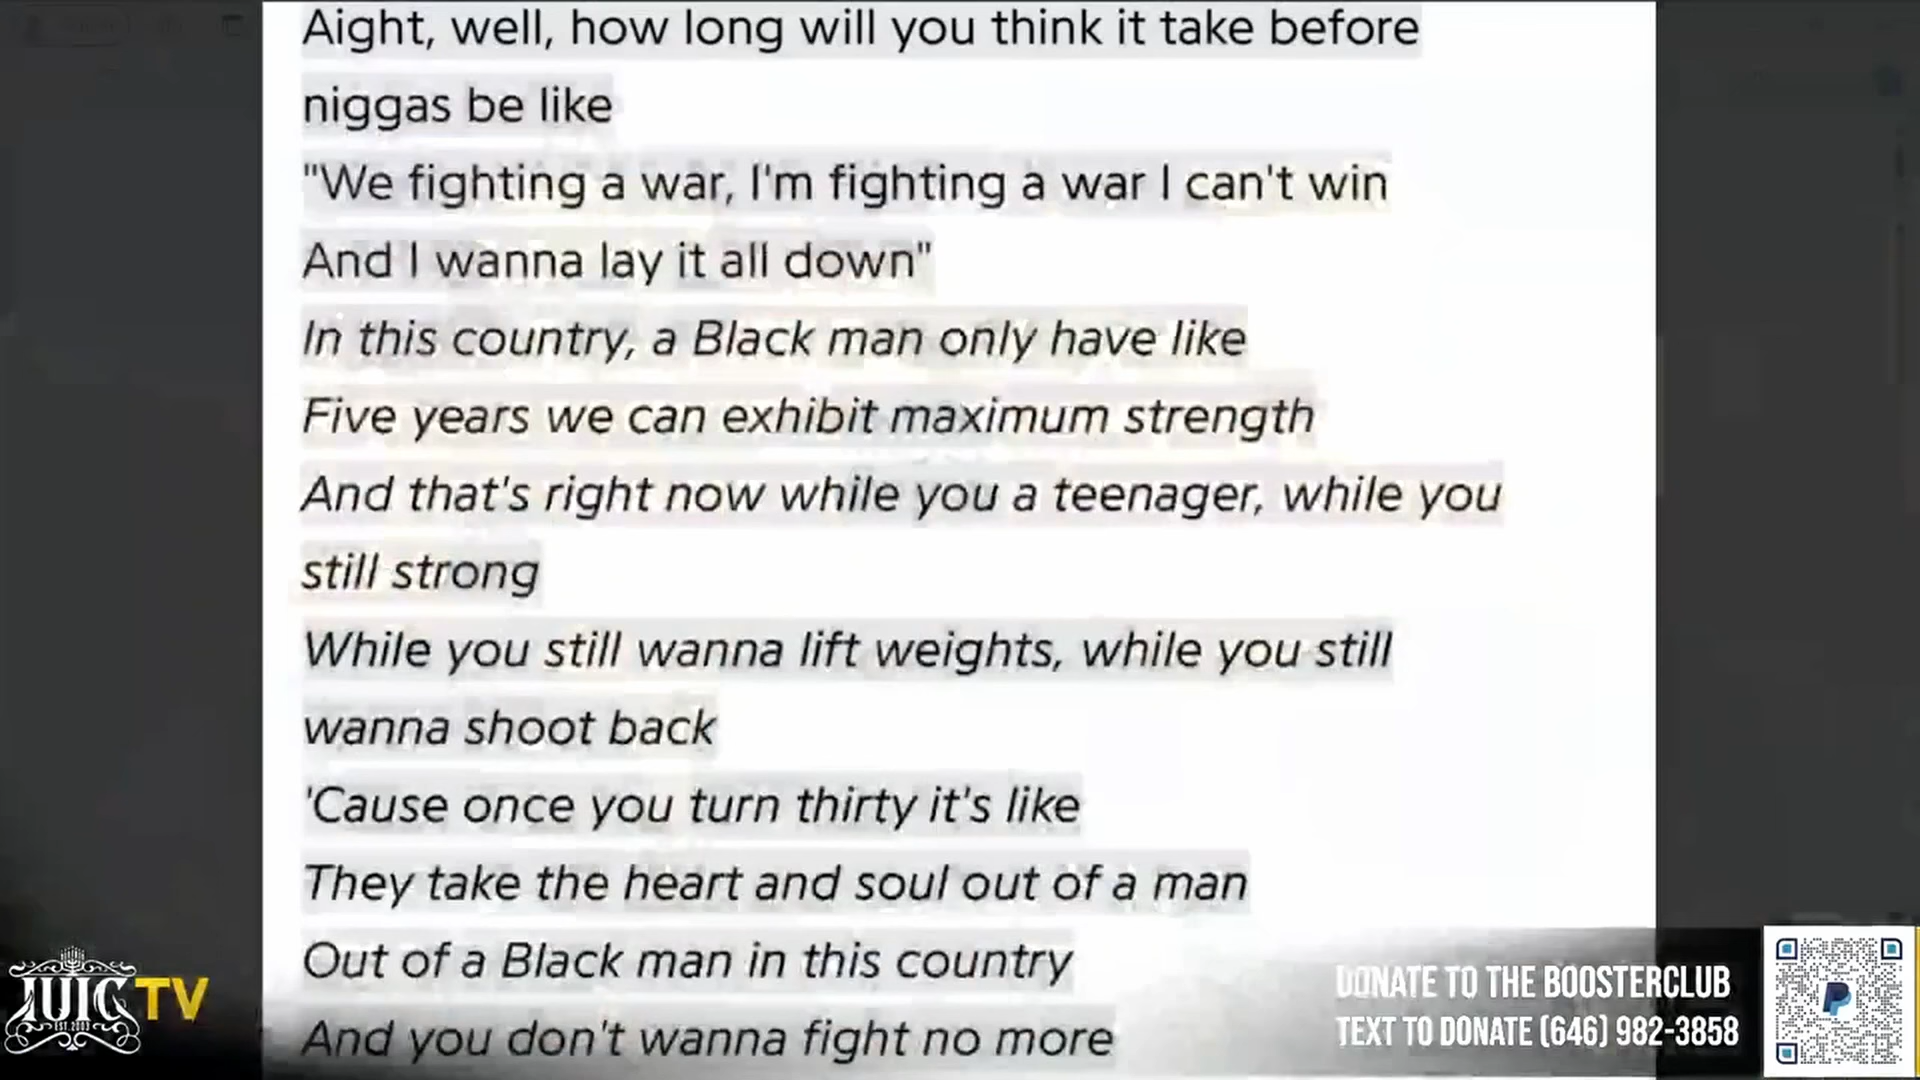 Aight, well, how long will you think it take before
niggas be like
"We fighting a war, I'm fighting a war I can't win
And I wanna lay it all down"
In this country, a Black man only have like
Five years we can exhibit maximum strength
And that's right now while you a teenager, while you
still strong
While you still wanna lift weights, while you still
wanna shoot back
'Cause once you turn thirty it's like
They take the heart and soul out of a man
Out of a Black man in this country
And you don't wanna fight no more
IUIC TV
EST. 2003
DONATE TO THE BOOSTERCLUB
TEXT TO DONATE (646) 982-3858